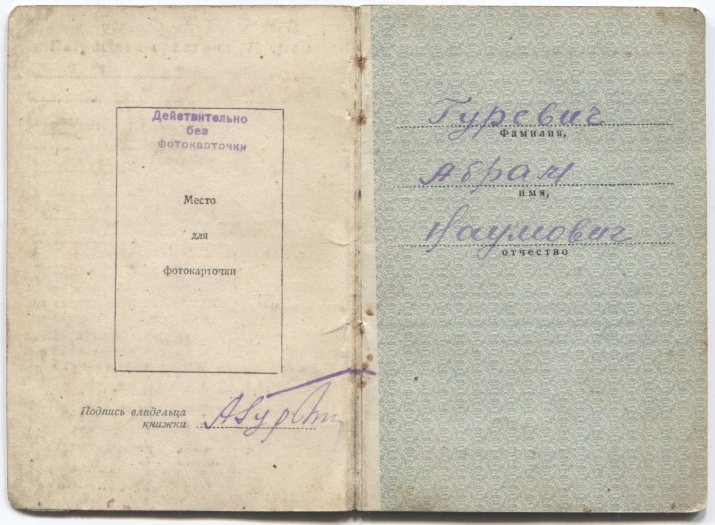 Действительно
без
фотокарточки
Место
для
фотокарточки
Подпись владельца
книжки
Гуревич
Фамилия,
Абрам
имя,
Наумович
отчество